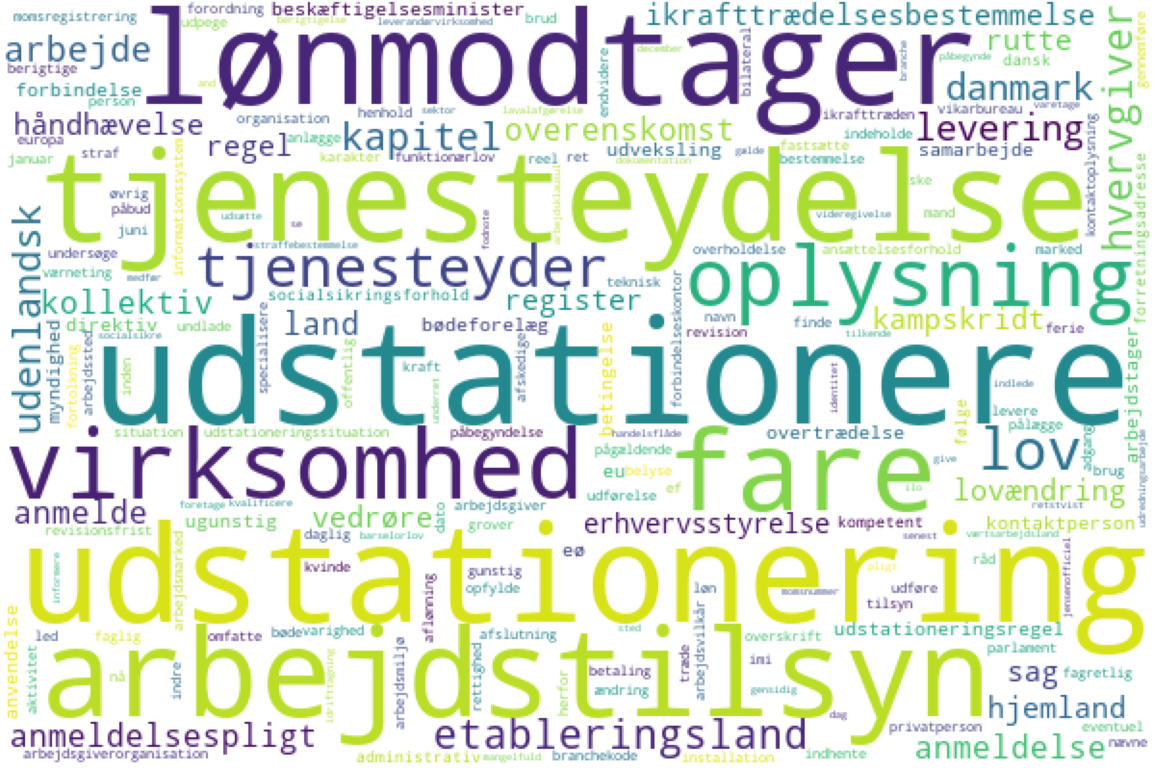 momsregistrering forordning beskæftigelsesminister brud ikrafttrædelsesbestemmelse
udpege berigtigelse leverandørvirksomhed
arbejde lønmodtager rutte
berigtige december bilateral branche påbegynde dansk
forbindelse endvidere danmark hvervgiver gennemføre
person and henhold sektor lavalafgørelse ikrafttræden vikarbureau varetage
håndhævelse organisation kapitel overenskomst indeholde levering
europa anlægge udveksling fastsætte
januar straf regel karakter funktionærlov reel ret gælde bestemmelse samarbejde
dokumentation
tjenesteydelse
øvrig informationssystem arbejdsklausul ske kontaktoplysning
påbud udsætte se fodnote videregivelse mand
juni
undersøge straffebestemmelse overholdelse ansættelsesforhold marked forretningsadresse
værneting medfør tjenesteyder teknisk oplysning
udenlandsk kollektiv socialsikringsforhold register navn
direktiv undlade land bødeforelæg revision finde kampskridt ferie
socialsikre tilkende
myndighed arbejdssted specialisere forbindelseskontor
fortolkning inden offentlig kraft afskedige betingelse identitet indlede arbejdstager
udstationere
underret levere
situation udstationeringssituation påbegyndelse handelsflåde overtrædelse følge pålægge
virksomhed pågældende fare lov adgang
eu belyse give brug
udførelse ef ilo lovændring udredningsarbejde
anmelde foretage kvalificere arbejdsgiver retstvist
revisionsfrist ugunstig vedrøre dato grover erhvervsstyrelse kompetent kontaktperson
daglig barselorlov senest værtsarbejdsland
udstationering
informere arbejdsmarked kvinde gunstig eø pligt råd jensenofficiel
opfylde løn momsnummer udføre
aflønning tilsyn
anvendelse led faglig omfatte bøde varighed afslutning sted overskrift udstationeringsregel
parlament
arbejdstilsyn
aktivitet nå indre idrifttagning arbejdsmiljø rettighed herfor betaling træde arbejdsvilkår imi sag fagretlig
ændring gensidig hjemland
anmeldelsespligt etableringsland dag privatperson eventuel
arbejdsgiverorganisation administrativ mangelfuld branchekode installation indhente anmeldelse nævne